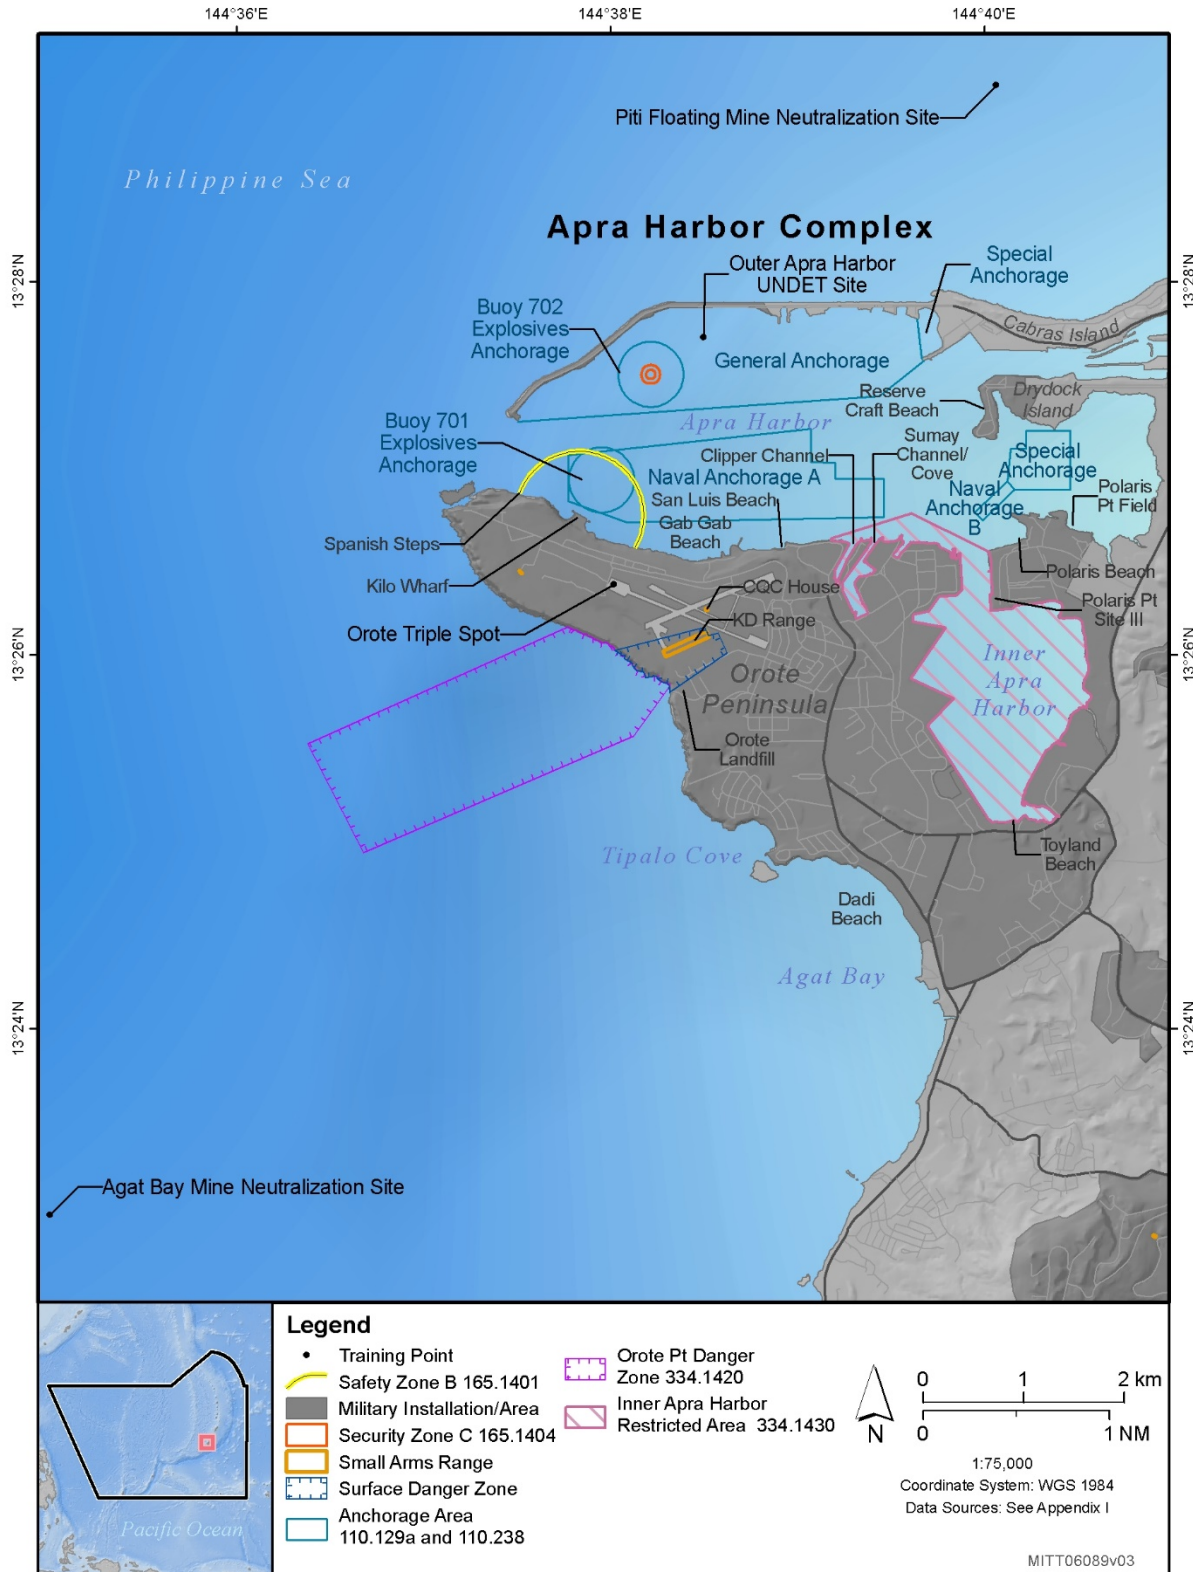 144°36'E
144°38'E
144°40'E
Piti Floating Mine Neutralization Site
Philippine Sea
Apra Harbor Complex
13°28'N
13°28'N
Outer Apra Harbor
UNDET Site
Special
Anchorage
Buoy 702
Explosives
Anchorage
Cabras Island
General Anchorage
Reserve
Craft Beach
Drydock
Island
Buoy 701
Explosives
Anchorage
Apra Harbor
Sumay
Channel/
Cove
Clipper Channel
Special
Anchorage
Naval Anchorage A
San Luis Beach
Naval
Anchorage
B
Polaris
Pt Field
Gab Gab
Beach
Spanish Steps
Kilo Wharf
CQC House
Polaris Beach
KD Range
Polaris Pt
Site III
Orote Triple Spot
13°26'N
13°26'N
Inner
Apra
Harbor
Orote
Peninsula
Orote
Landfill
Tipalo Cove
Toyland
Beach
Dadi
Beach
Agat Bay
13°24'N
13°24'N
Agat Bay Mine Neutralization Site
Pacific Ocean
Legend
Training Point
Safety Zone B 165.1401
Military Installation/Area
Security Zone C 165.1404
Small Arms Range
Surface Danger Zone
Anchorage Area
110.129a and 110.238
Orote Pt Danger
Zone 334.1420
Inner Apra Harbor
Restricted Area 334.1430
N
0 1 2 km
0 1 NM
1:75,000
Coordinate System: WGS 1984
Data Sources: See Appendix I
MITT06089v03